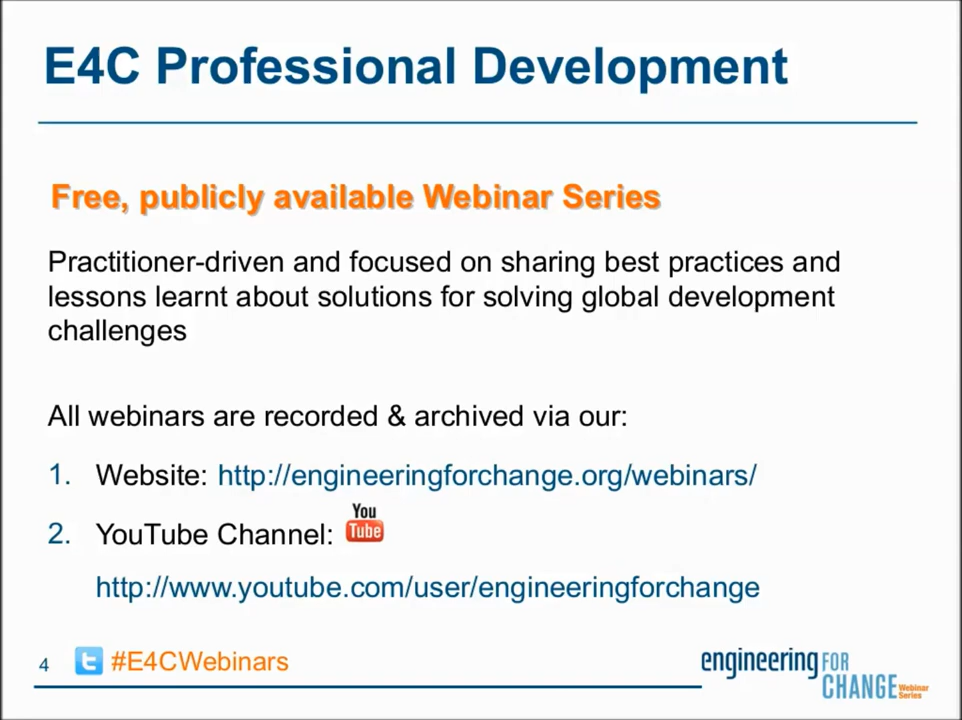 E4C Professional Development
Free, publicly available Webinar Series
Practitioner-driven and focused on sharing best practices and
lessons learnt about solutions for solving global development
challenges
All webinars are recorded & archived via our:
1. Website: http://engineeringforchange.org/webinars/
2. YouTube Channel: You Tube
http://www.youtube.com/user/engineeringforchange
4 #E4CWebinars
engineering FOR
CHANGE Webinar Series